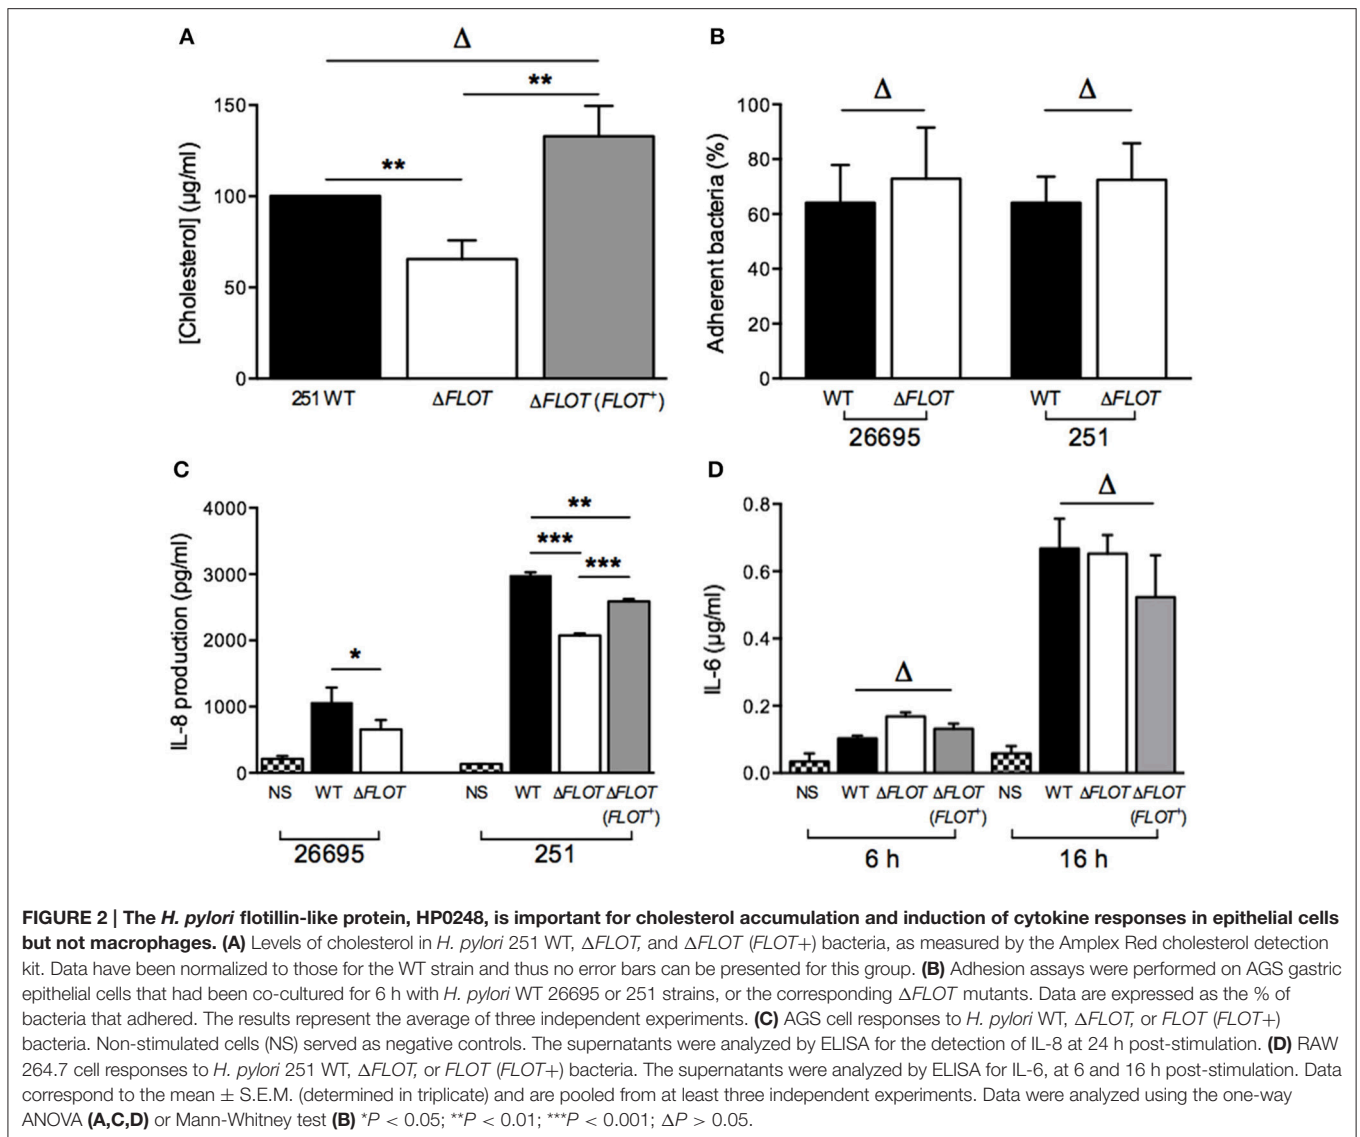 A
Δ
**
**
150
100
50
0
[Cholesterol] (µg/ml)
251 WT ΔFLOT ΔFLOT (FLOT⁺)
B
Δ Δ
100
80
60
40
20
0
Adherent bacteria (%)
WT ΔFLOT WT ΔFLOT
26695 251
C
**
***
***
*
4000
3000
2000
1000
0
IL-8 production (pg/ml)
NS WT ΔFLOT NS WT ΔFLOT ΔFLOT
(FLOT⁺)
26695 251
D
Δ
Δ
0.8
0.6
0.4
0.2
0.0
IL-6 (µg/ml)
NS WT ΔFLOT ΔFLOT NS WT ΔFLOT ΔFLOT
(FLOT⁺) (FLOT⁺)
6 h 16 h
FIGURE 2 | The H. pylori flotillin-like protein, HP0248, is important for cholesterol accumulation and induction of cytokine responses in epithelial cells
but not macrophages. (A) Levels of cholesterol in H. pylori 251 WT, ΔFLOT, and ΔFLOT (FLOT+) bacteria, as measured by the Amplex Red cholesterol detection
kit. Data have been normalized to those for the WT strain and thus no error bars can be presented for this group. (B) Adhesion assays were performed on AGS gastric
epithelial cells that had been co-cultured for 6 h with H. pylori WT 26695 or 251 strains, or the corresponding ΔFLOT mutants. Data are expressed as the % of
bacteria that adhered. The results represent the average of three independent experiments. (C) AGS cell responses to H. pylori WT, ΔFLOT, or FLOT (FLOT+)
bacteria. Non-stimulated cells (NS) served as negative controls. The supernatants were analyzed by ELISA for the detection of IL-8 at 24 h post-stimulation. (D) RAW
264.7 cell responses to H. pylori 251 WT, ΔFLOT, or FLOT (FLOT+) bacteria. The supernatants were analyzed by ELISA for IL-6, at 6 and 16 h post-stimulation. Data
correspond to the mean ± S.E.M. (determined in triplicate) and are pooled from at least three independent experiments. Data were analyzed using the one-way
ANOVA (A,C,D) or Mann-Whitney test (B) *P < 0.05; **P < 0.01; ***P < 0.001; ΔP > 0.05.